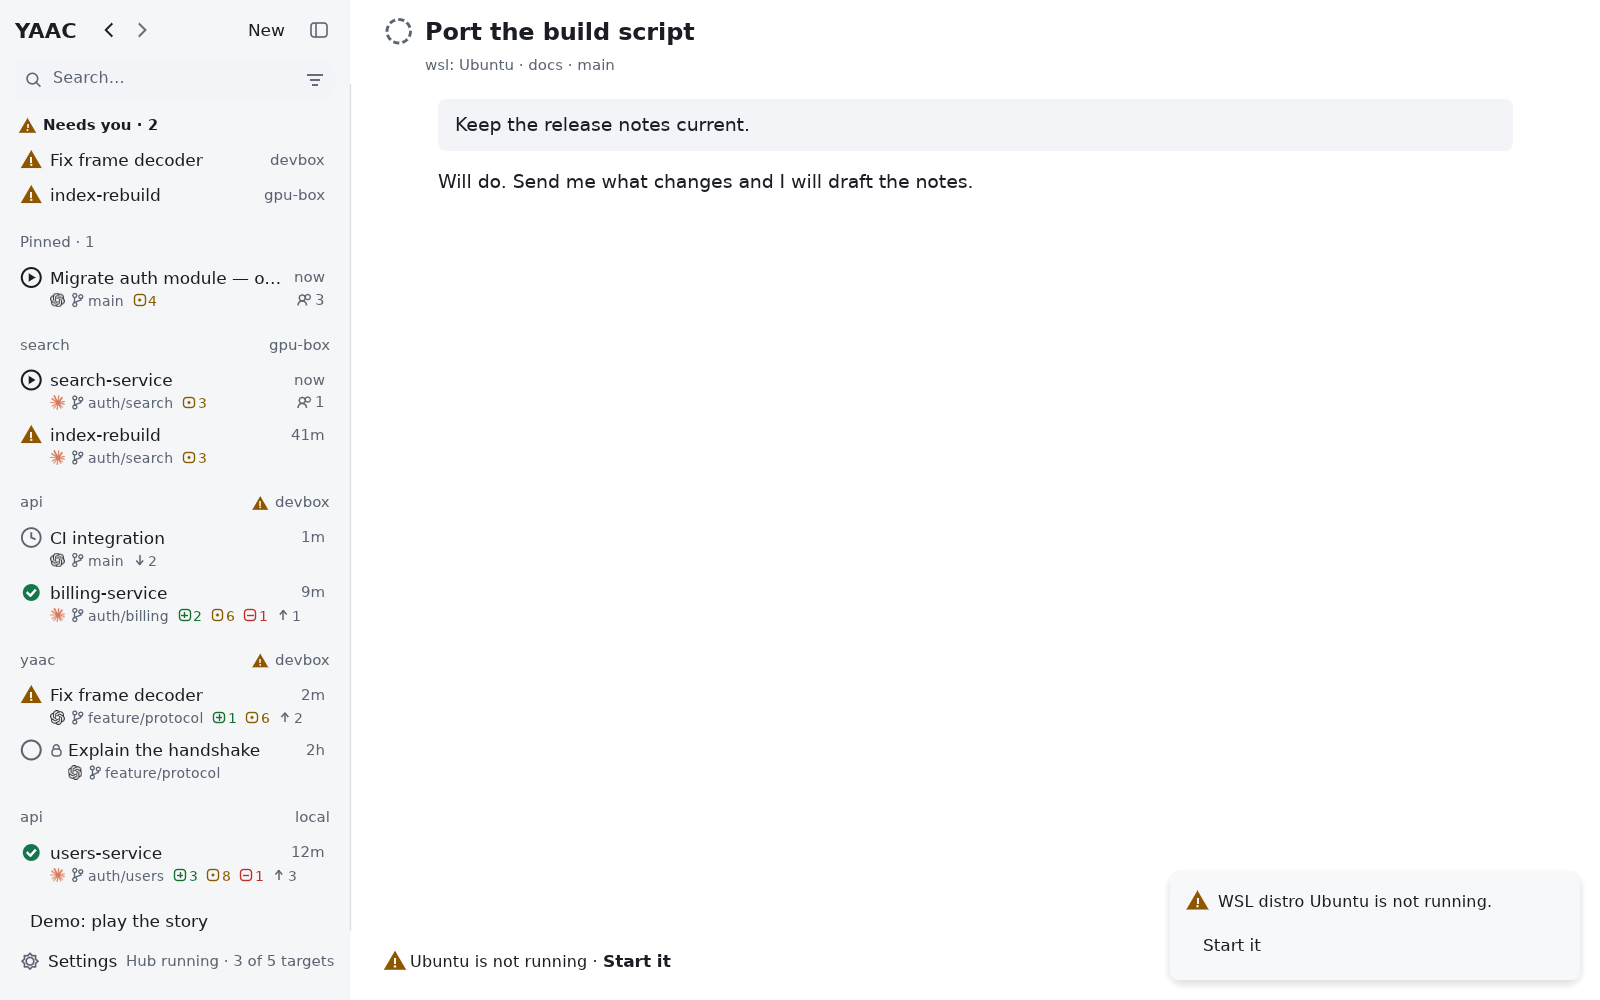 YAAC
New
Search...
Needs you · 2
Fix frame decoder devbox
index-rebuild gpu-box
Pinned · 1
Migrate auth module — o… now
main 4 3
search gpu-box
search-service now
auth/search 3 1
index-rebuild 41m
auth/search 3
api devbox
CI integration 1m
main ↓2
billing-service 9m
auth/billing 2 6 1 ↑1
yaac devbox
Fix frame decoder 2m
feature/protocol 1 6 ↑2
Explain the handshake 2h
feature/protocol
api local
users-service 12m
auth/users 3 8 1 ↑3
Demo: play the story
Settings Hub running · 3 of 5 targets
Port the build script
wsl: Ubuntu · docs · main
Keep the release notes current.
Will do. Send me what changes and I will draft the notes.
Ubuntu is not running · Start it
WSL distro Ubuntu is not running.
Start it